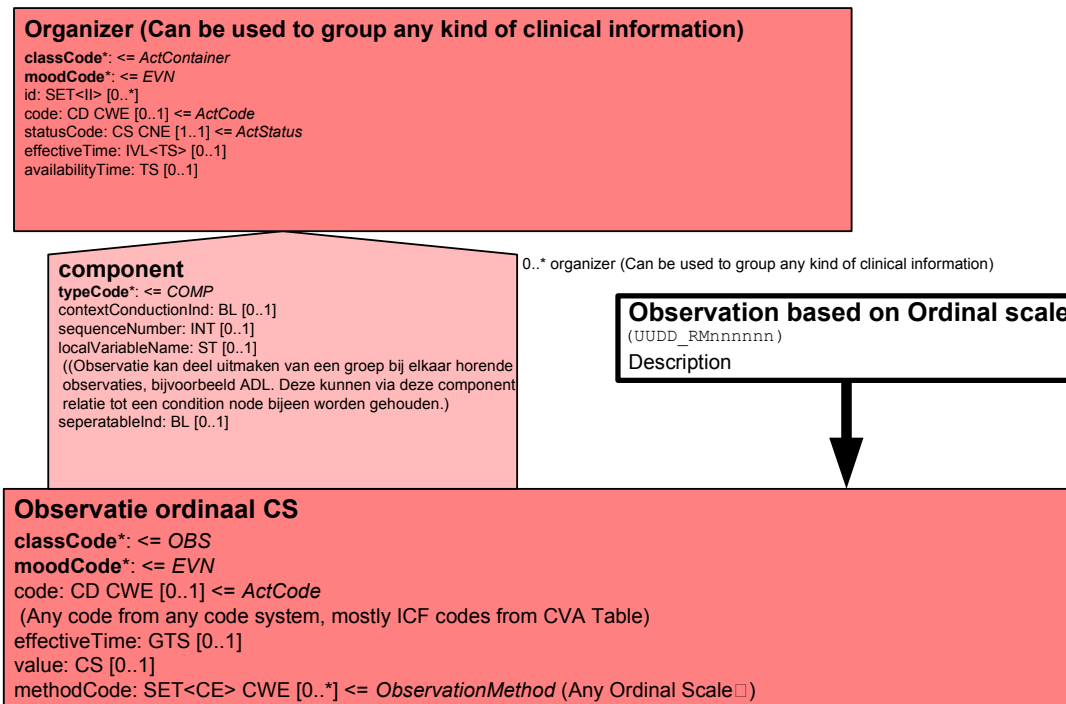 Organizer (Can be used to group any kind of clinical information)
classCode*: <= ActContainer
moodCode*: <= EVN
id: SET<II> [0..*]
code: CD CWE [0..1] <= ActCode
statusCode: CS CNE [1..1] <= ActStatus
effectiveTime: IVL<TS> [0..1]
availabilityTime: TS [0..1]
component
typeCode*: <= COMP
contextConductionInd: BL [0..1]
sequenceNumber: INT [0..1]
localVariableName: ST [0..1]
((Observatie kan deel uitmaken van een groep bij elkaar horende
observaties, bijvoorbeeld ADL. Deze kunnen via deze component
relatie tot een condition node bijeen worden gehouden.)
seperatableInd: BL [0..1]
0..* organizer (Can be used to group any kind of clinical information)
Observation based on Ordinal scale
(UUDD_RMnnnnnn)
Description
Observatie ordinaal CS
classCode*: <= OBS
moodCode*: <= EVN
code: CD CWE [0..1] <= ActCode
(Any code from any code system, mostly ICF codes from CVA Table)
effectiveTime: GTS [0..1]
value: CS [0..1]
methodCode: SET<CE> CWE [0..*] <= ObservationMethod (Any Ordinal Scale□)